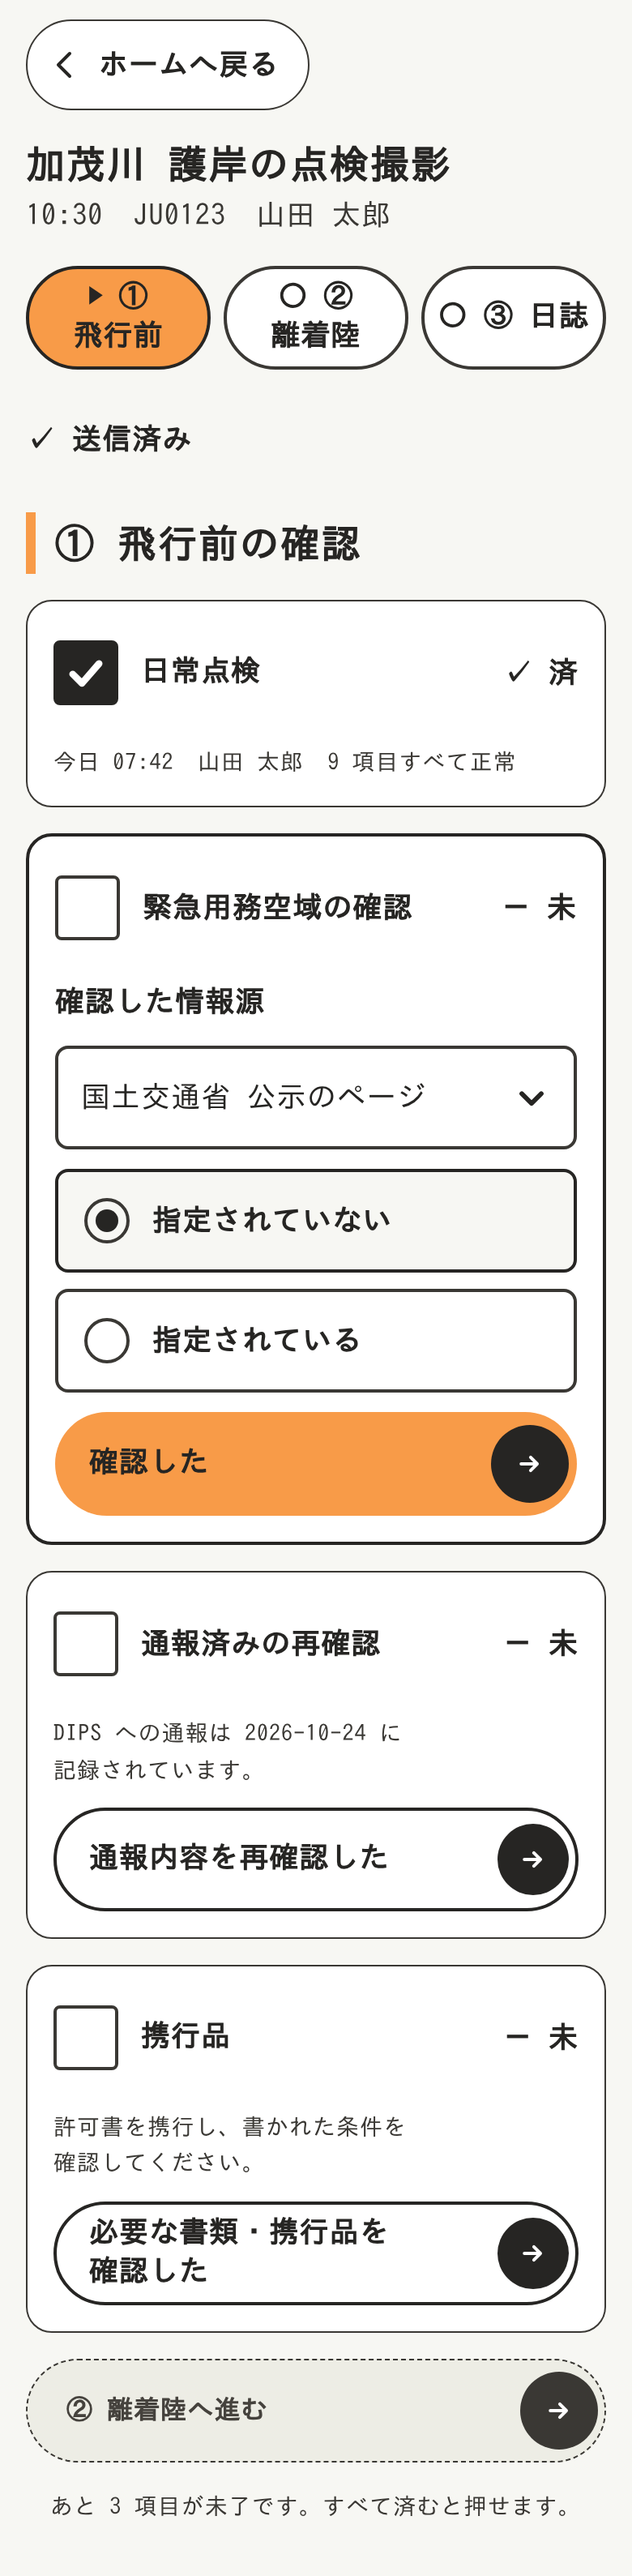 ホームへ戻る
加茂川 護岸の点検撮影
10:30 JU0123 山田 太郎
▶ ①
飛行前
○ ②
離着陸
○ ③ 日誌
✓ 送信済み
① 飛行前の確認
日常点検 ✓ 済
今日 07:42 山田 太郎 9 項目すべて正常
緊急用務空域の確認 − 未
確認した情報源
国土交通省 公示のページ
指定されていない
指定されている
確認した
通報済みの再確認 − 未
DIPS への通報は 2026-10-24 に
記録されています。
通報内容を再確認した
携行品 − 未
許可書を携行し、書かれた条件を
確認してください。
必要な書類・携行品を
確認した
② 離着陸へ進む
あと 3 項目が未了です。すべて済むと押せます。